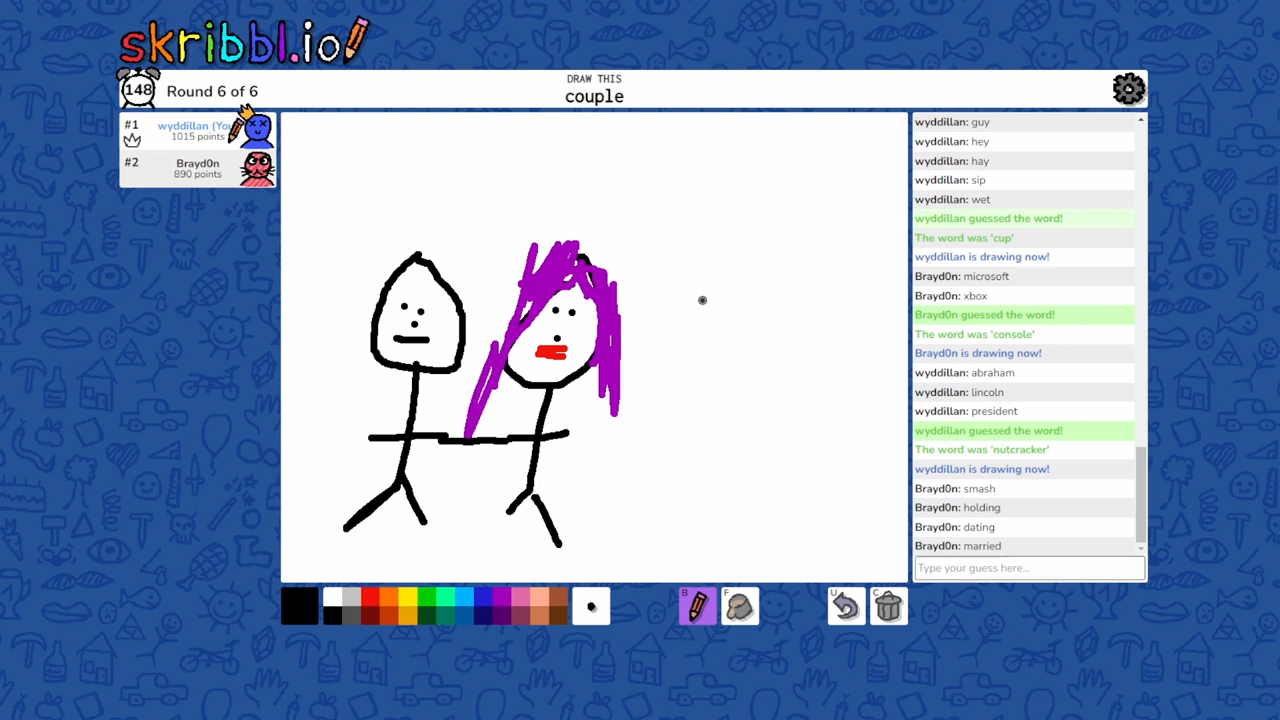 skribbl.io
148
Round 6 of 6
DRAW THIS
couple
#1
wyddillan (You)
1015 points
#2
Brayd0n
890 points
wyddillan: guy
wyddillan: hey
wyddillan: hay
wyddillan: sip
wyddillan: wet
wyddillan guessed the word!
The word was 'cup'
wyddillan is drawing now!
Brayd0n: microsoft
Brayd0n: xbox
Brayd0n guessed the word!
The word was 'console'
Brayd0n is drawing now!
wyddillan: abraham
wyddillan: lincoln
wyddillan: president
wyddillan guessed the word!
The word was 'nutcracker'
wyddillan is drawing now!
Brayd0n: smash
Brayd0n: holding
Brayd0n: dating
Brayd0n: married
Type your guess here...
B
F
U
C